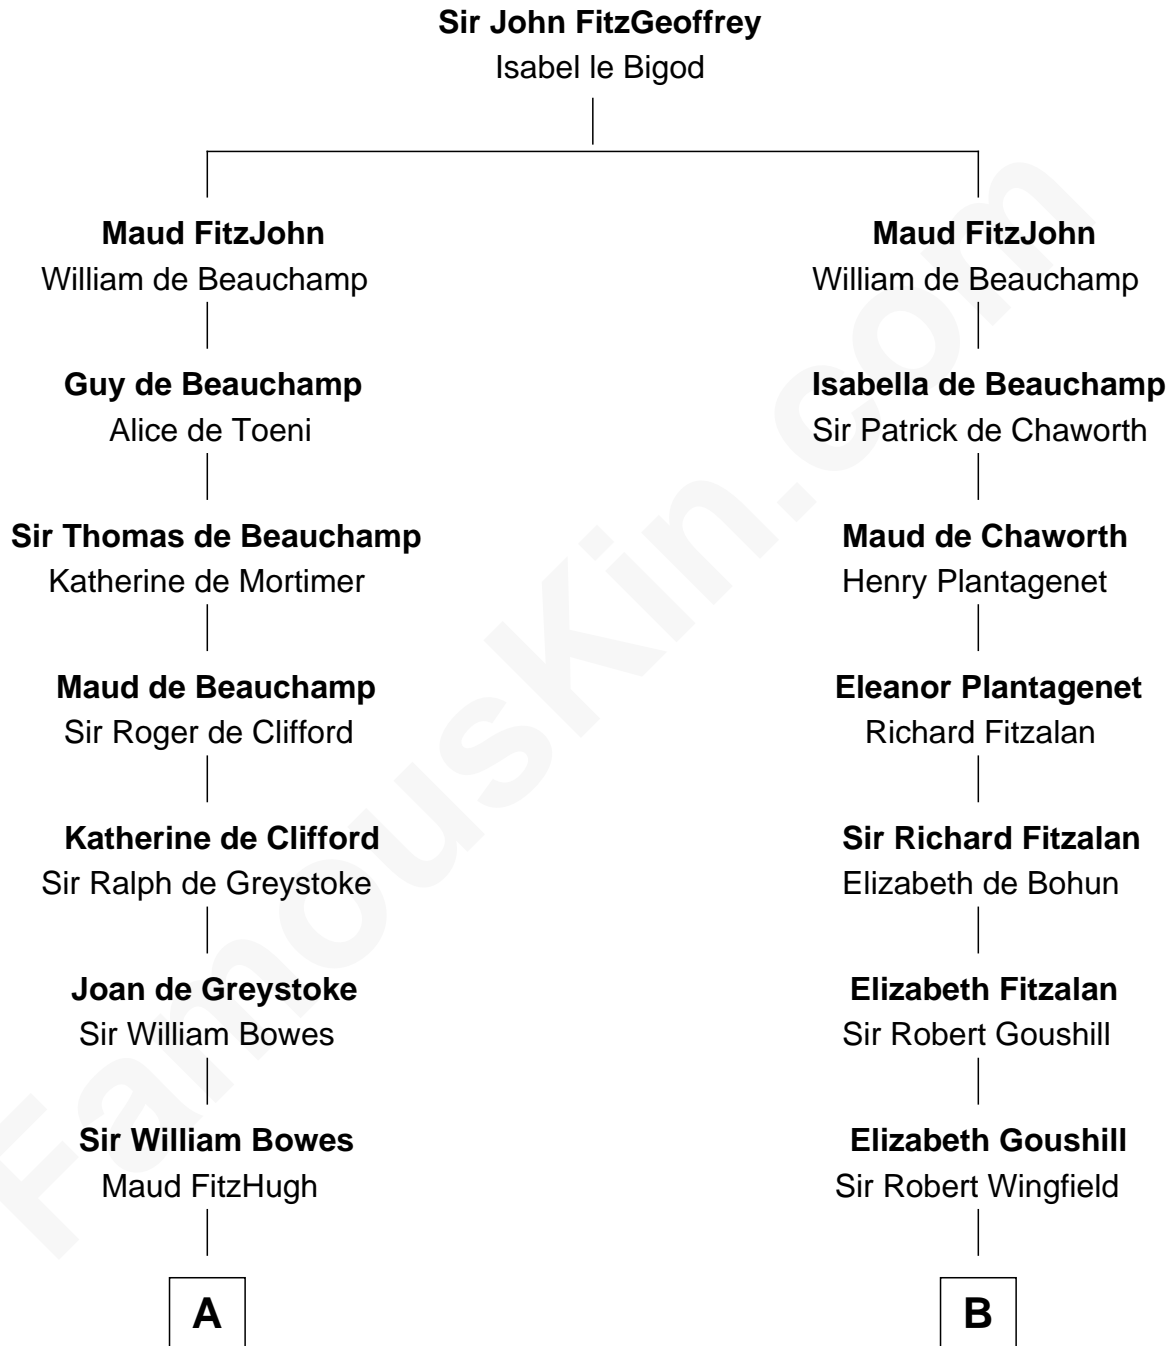 Sir John FitzGeoffrey
Isabel le Bigod
Maud FitzJohn
William de Beauchamp
Maud FitzJohn
William de Beauchamp
Guy de Beauchamp
Alice de Toeni
Isabella de Beauchamp
Sir Patrick de Chaworth
Sir Thomas de Beauchamp
Katherine de Mortimer
Maud de Chaworth
Henry Plantagenet
Maud de Beauchamp
Sir Roger de Clifford
Eleanor Plantagenet
Richard Fitzalan
Katherine de Clifford
Sir Ralph de Greystoke
Sir Richard Fitzalan
Elizabeth de Bohun
Joan de Greystoke
Sir William Bowes
Elizabeth Fitzalan
Sir Robert Goushill
Sir William Bowes
Maud FitzHugh
Elizabeth Goushill
Sir Robert Wingfield
A
B
FamousKin.com